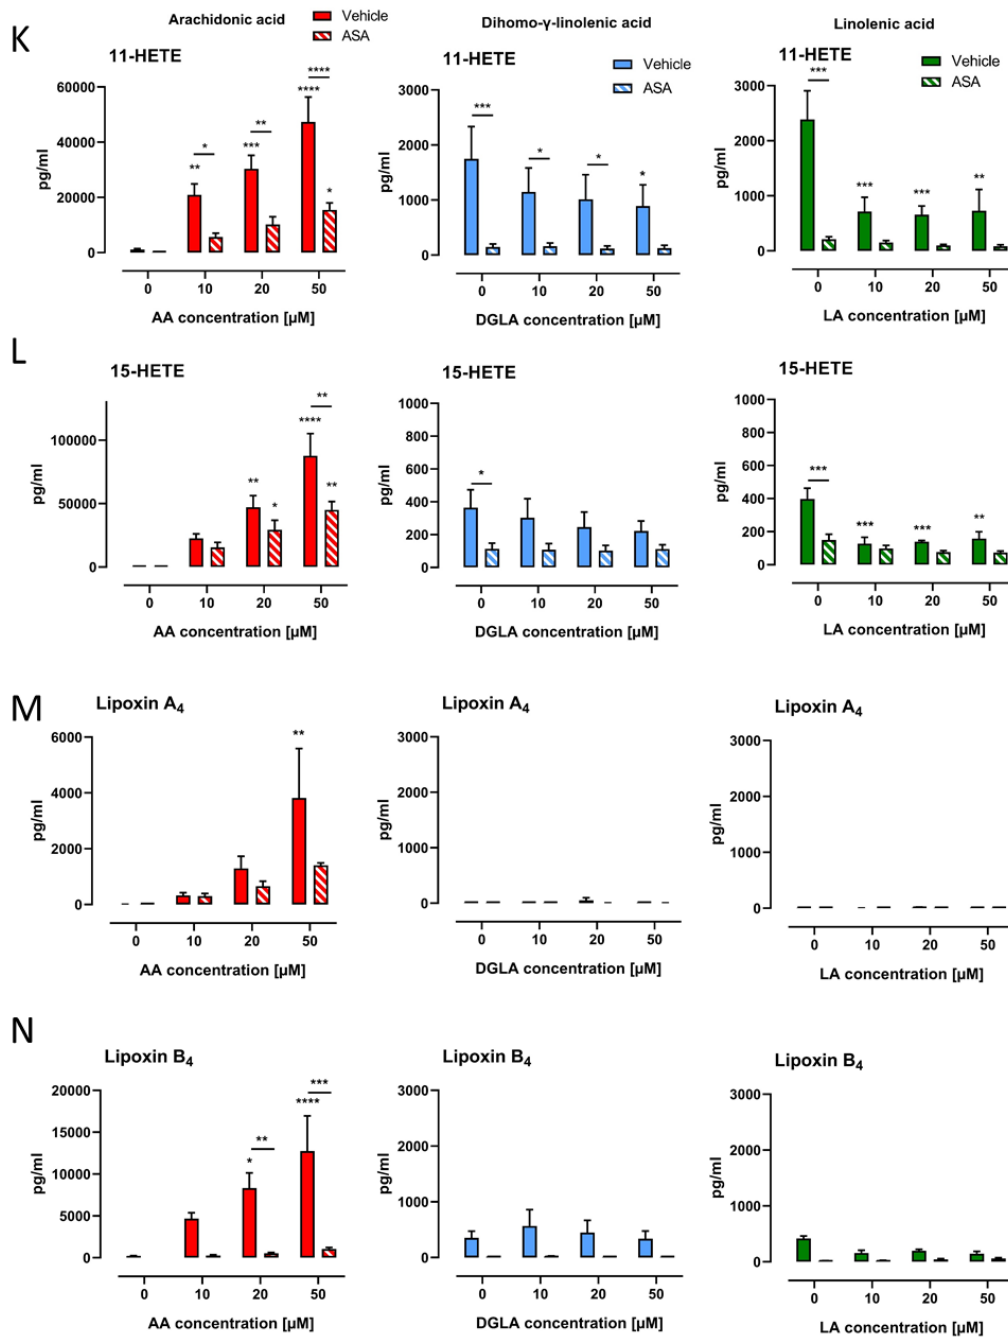 Arachidonic acid
Vehicle
ASA
Dihomo-γ-linolenic acid
Linolenic acid
K
11-HETE
60000
40000
20000
0
pg/ml
**
*
***
**
****
****
*
0 10 20 50
AA concentration [µM]
11-HETE
Vehicle
ASA
3000
2000
1000
0
pg/ml
***
*
*
*
0 10 20 50
DGLA concentration [µM]
11-HETE
Vehicle
ASA
3000
2000
1000
0
pg/ml
***
***
***
**
0 10 20 50
LA concentration [µM]
L
15-HETE
100000
50000
0
pg/ml
**
*
****
**
**
0 10 20 50
AA concentration [µM]
15-HETE
1000
800
600
400
200
0
pg/ml
*
0 10 20 50
DGLA concentration [µM]
15-HETE
1000
800
600
400
200
0
pg/ml
***
***
***
**
0 10 20 50
LA concentration [µM]
M
Lipoxin A4
6000
4000
2000
0
pg/ml
**
0 10 20 50
AA concentration [µM]
Lipoxin A4
3000
2000
1000
0
pg/ml
0 10 20 50
DGLA concentration [µM]
Lipoxin A4
3000
2000
1000
0
pg/ml
0 10 20 50
LA concentration [µM]
N
Lipoxin B4
20000
15000
10000
5000
0
pg/ml
*
**
****
***
0 10 20 50
AA concentration [µM]
Lipoxin B4
3000
2000
1000
0
pg/ml
0 10 20 50
DGLA concentration [µM]
Lipoxin B4
3000
2000
1000
0
pg/ml
0 10 20 50
LA concentration [µM]